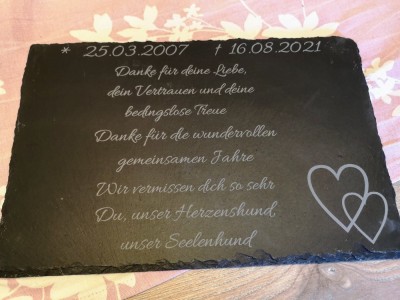 * 25.03.2007 † 16.08.2021
Danke für deine Liebe,
dein Vertrauen und deine
bedingslose Treue
Danke für die wundervollen
gemeinsamen Jahre
Wir vermissen dich so sehr
Du, unser Herzenshund,
unser Seelenhund